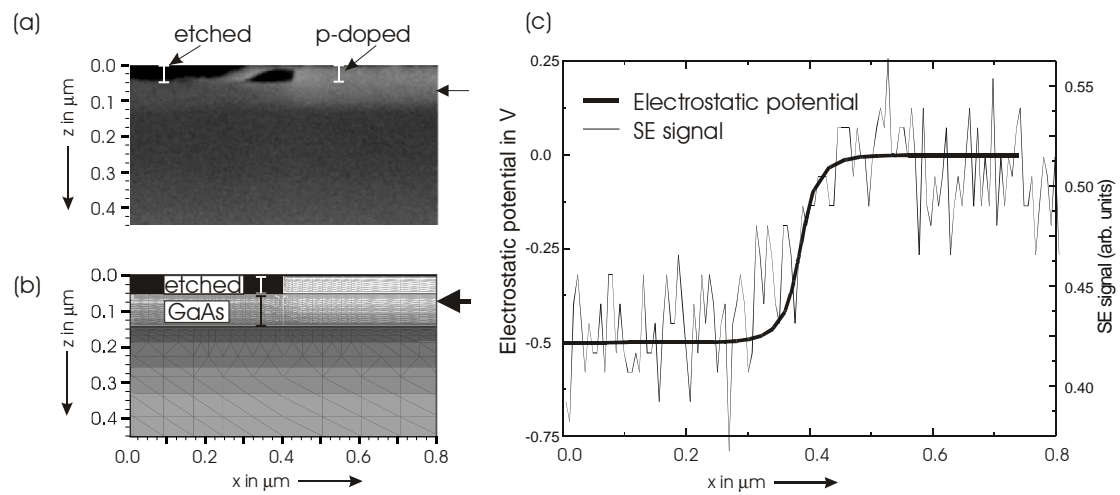 (a)
etched
p-doped
0.0
0.1
0.2
0.3
0.4
z in µm
(b)
etched
GaAs
0.0
0.1
0.2
0.3
0.4
z in µm
0.0 0.2 0.4 0.6 0.8
x in µm
(c)
Electrostatic potential in V
0.25
0.0
-0.25
-0.5
-0.75
Electrostatic potential
SE signal
0.55
0.50
0.45
0.40
SE signal (arb. units)
0.0 0.2 0.4 0.6 0.8
x in µm